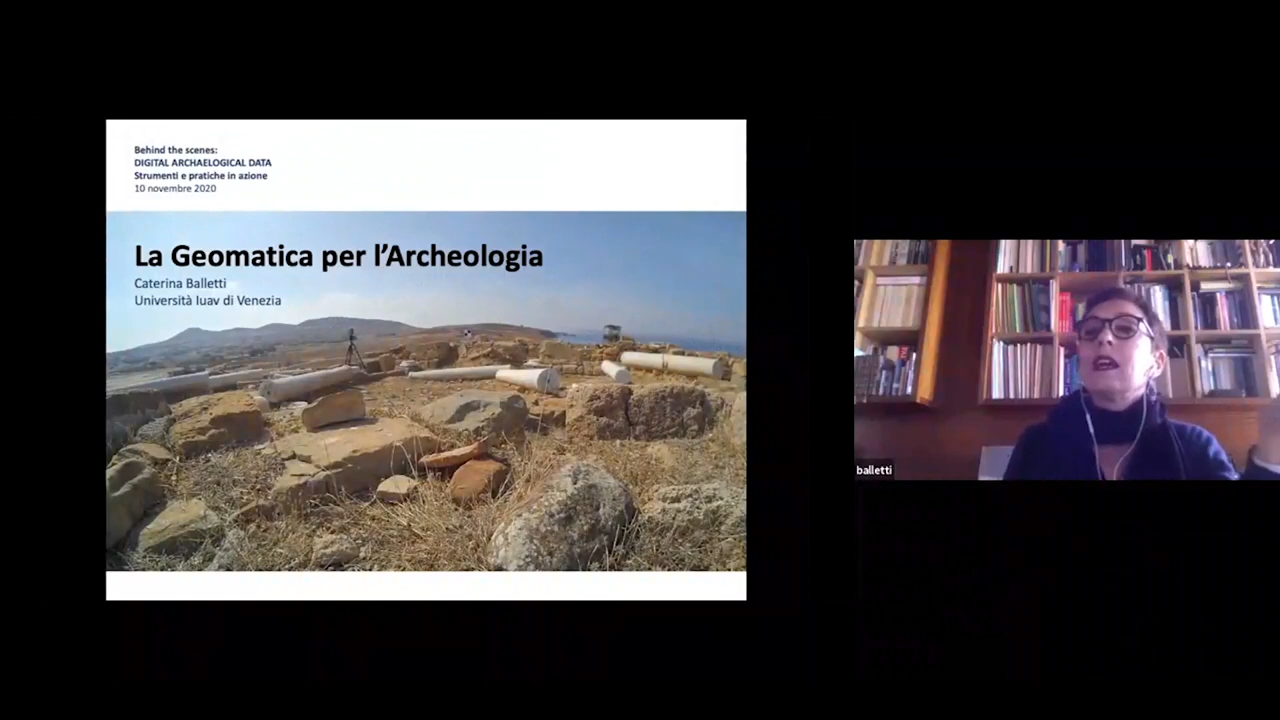 Behind the scenes:
DIGITAL ARCHAELOGICAL DATA
Strumenti e pratiche in azione
10 novembre 2020
La Geomatica per l'Archeologia
Caterina Balletti
Università Iuav di Venezia
balletti